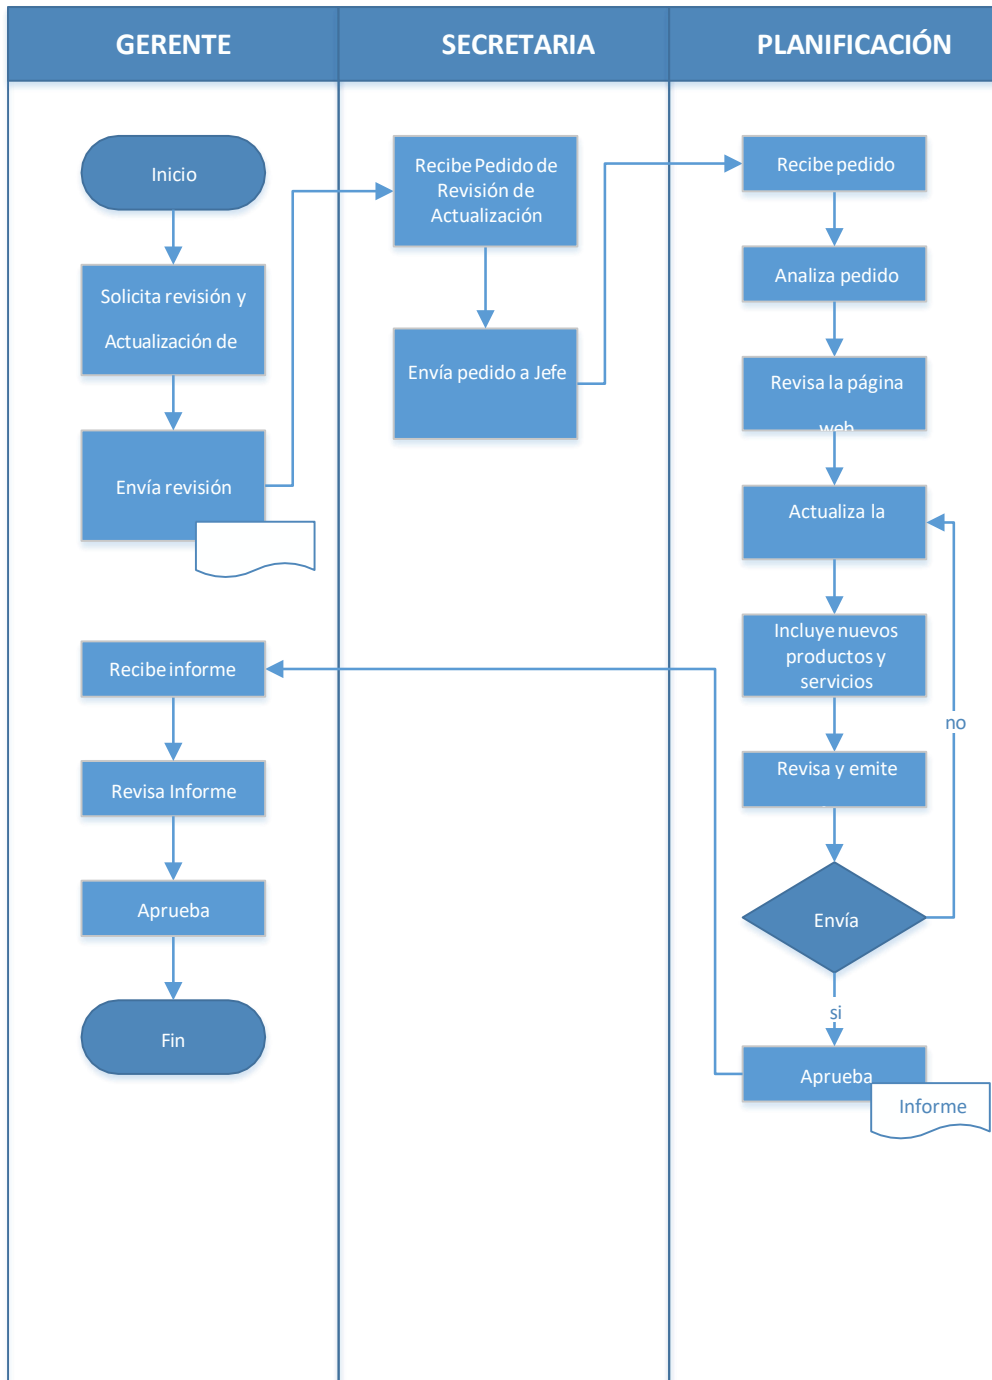 GERENTE
SECRETARIA
PLANIFICACIÓN
Inicio
Solicita revisión y
Actualización de
Envía revisión
Recibe informe
Revisa Informe
Aprueba
Fin
Recibe Pedido de
Revisión de
Actualización
Envía pedido a Jefe
Recibe pedido
Analiza pedido
Revisa la página
web
Actualiza la
Incluye nuevos
productos y
servicios
Revisa y emite
Envía
no
si
Aprueba
Informe